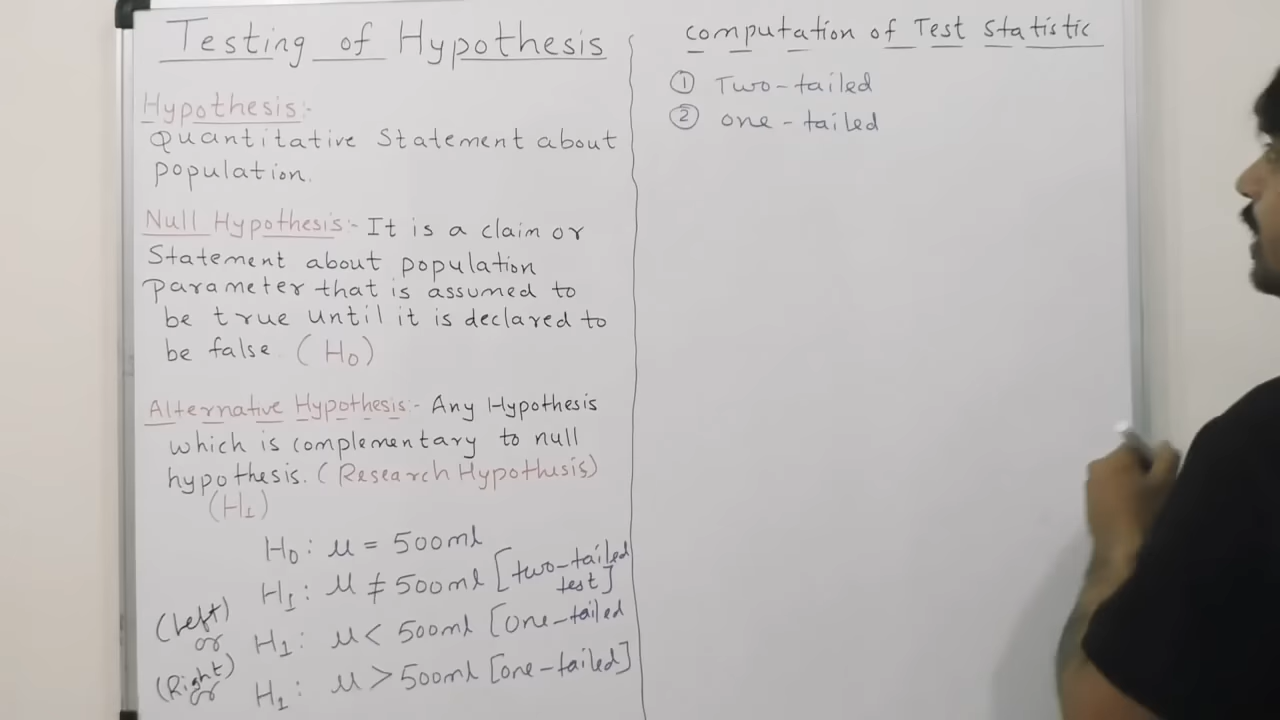 Testing of Hypothesis
Hypothesis:-
Quantitative Statement about
population.
Null Hypothesis:- It is a claim or
Statement about population
Parameter that is assumed to
be true until it is declared to
be false (H₀)
Alternative Hypothesis:- Any Hypothesis
which is complementary to null
hypothesis. (Research Hypothesis)
(H₁)
H₀: μ = 500ml
H₁: μ ≠ 500ml [two-tailed
test]
(Left) or H₁: μ < 500ml [one-tailed
(Right) or H₁: μ > 500ml [one-tailed]
computation of Test Statistic
① Two-tailed
② one-tailed